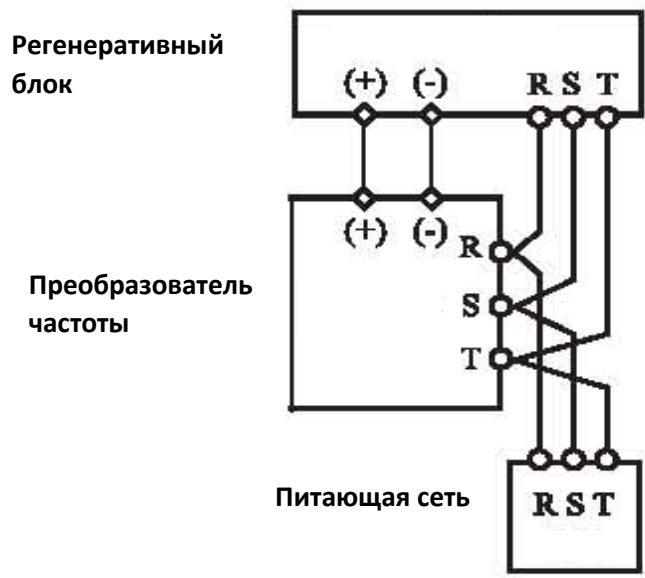 Регенеративный
блок
(+) (-) R S T
(+) (-)
R
S
T
Преобразователь
частоты
Питающая сеть
R S T